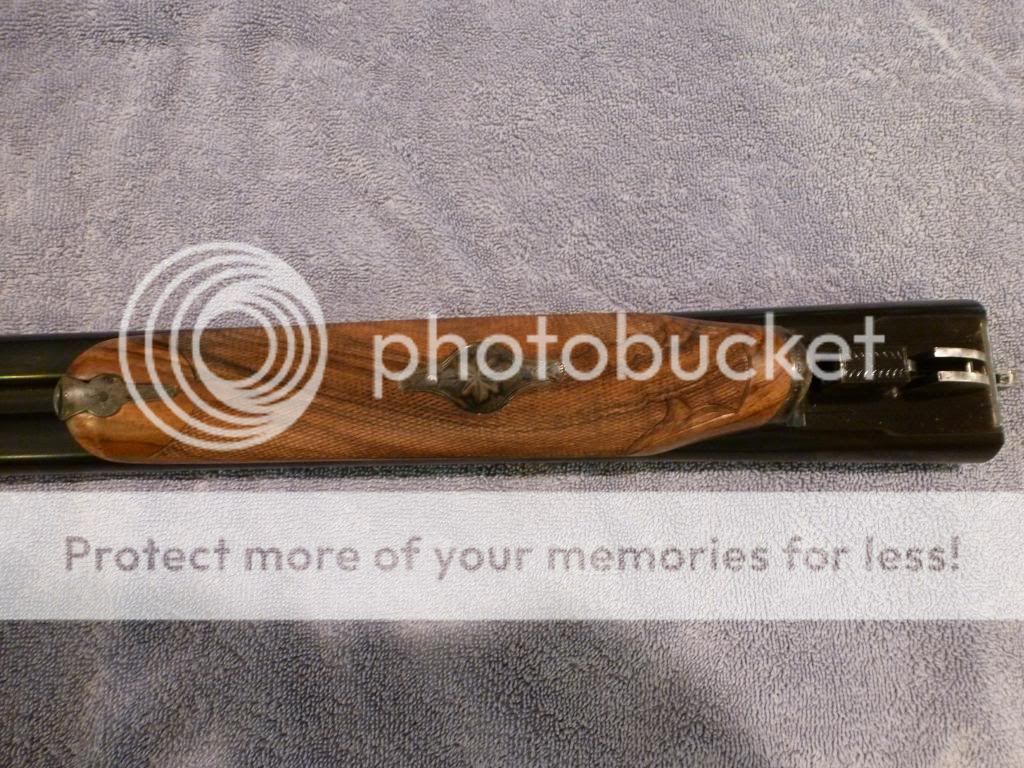 photobucket
Protect more of your memories for less!